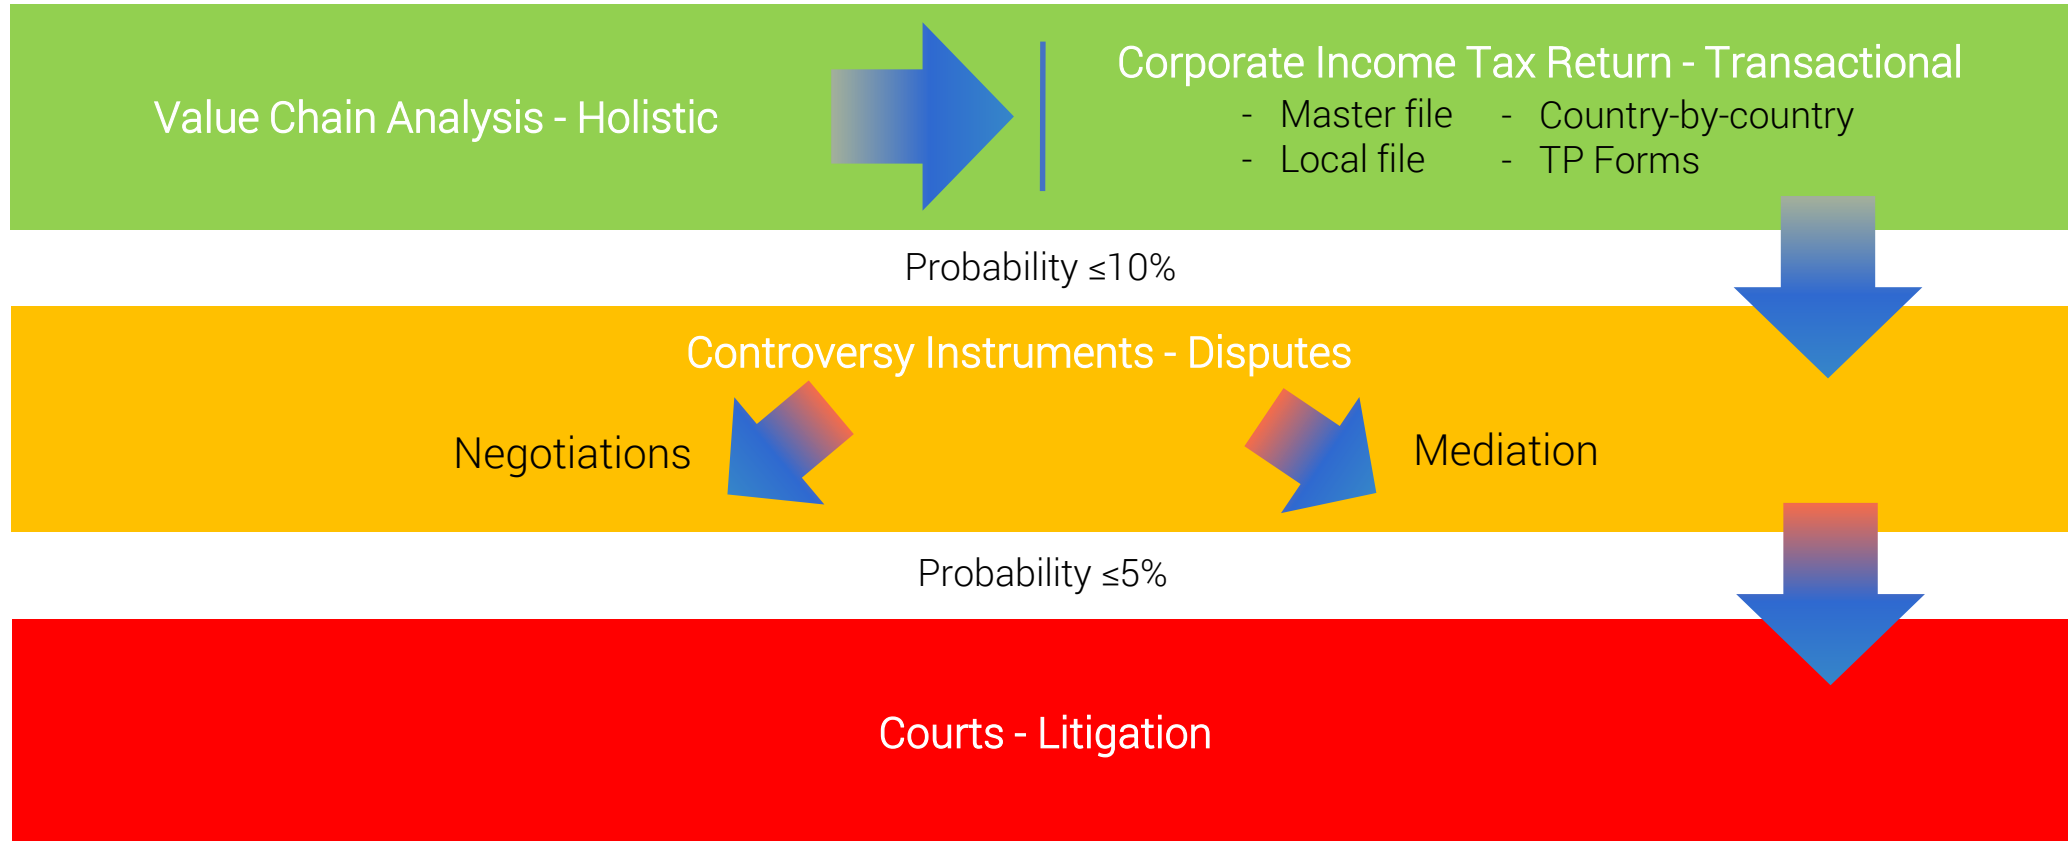 Value Chain Analysis - Holistic
Corporate Income Tax Return - Transactional
- Master file
- Local file
- Country-by-country
- TP Forms
Probability ≤10%
Controversy Instruments - Disputes
Negotiations
Mediation
Probability ≤5%
Courts - Litigation